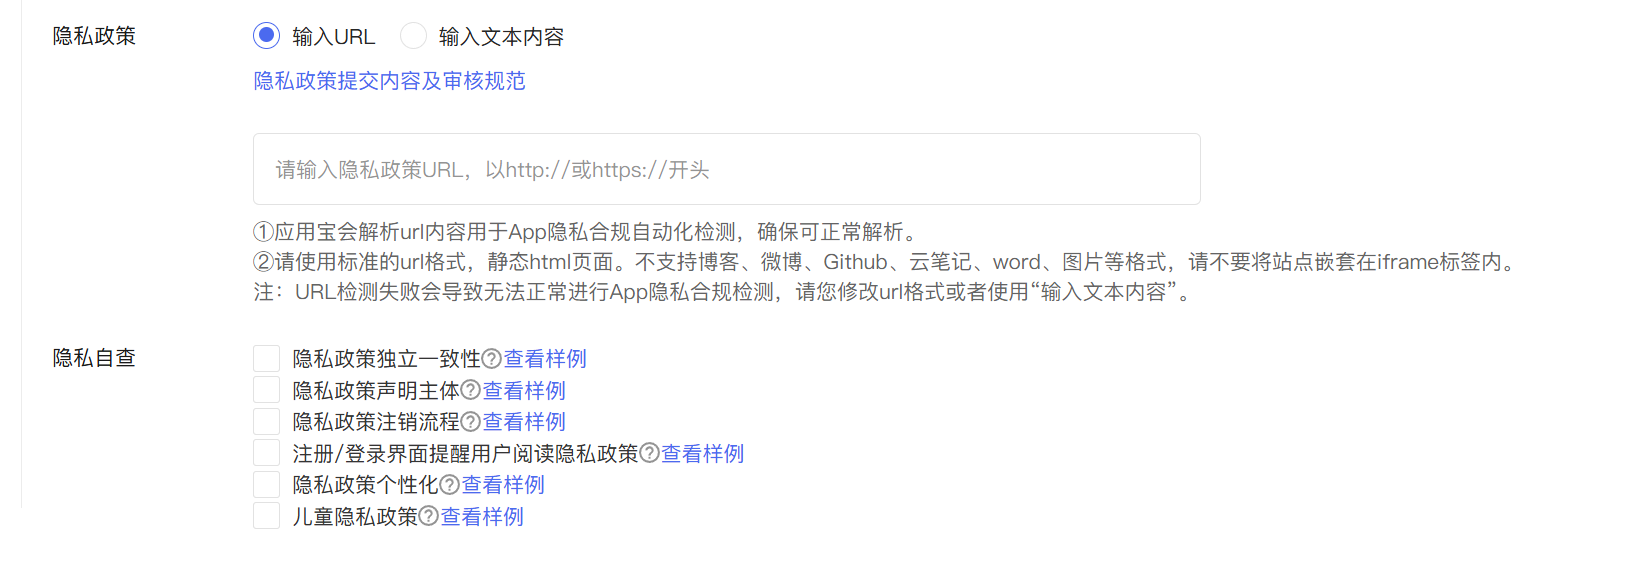 隐私政策 输入URL 输入文本内容
隐私政策提交内容及审核规范
请输入隐私政策URL，以http://或https://开头
①应用宝会解析url内容用于App隐私合规自动化检测，确保可正常解析。
②请使用标准的url格式，静态html页面。不支持博客、微博、Github、云笔记、word、图片等格式，请不要将站点嵌套在iframe标签内。
注：URL检测失败会导致无法正常进行App隐私合规检测，请您修改url格式或者使用“输入文本内容”。
隐私自查 隐私政策独立一致性?查看样例
隐私政策声明主体?查看样例
隐私政策注销流程?查看样例
注册/登录界面提醒用户阅读隐私政策?查看样例
隐私政策个性化?查看样例
儿童隐私政策?查看样例